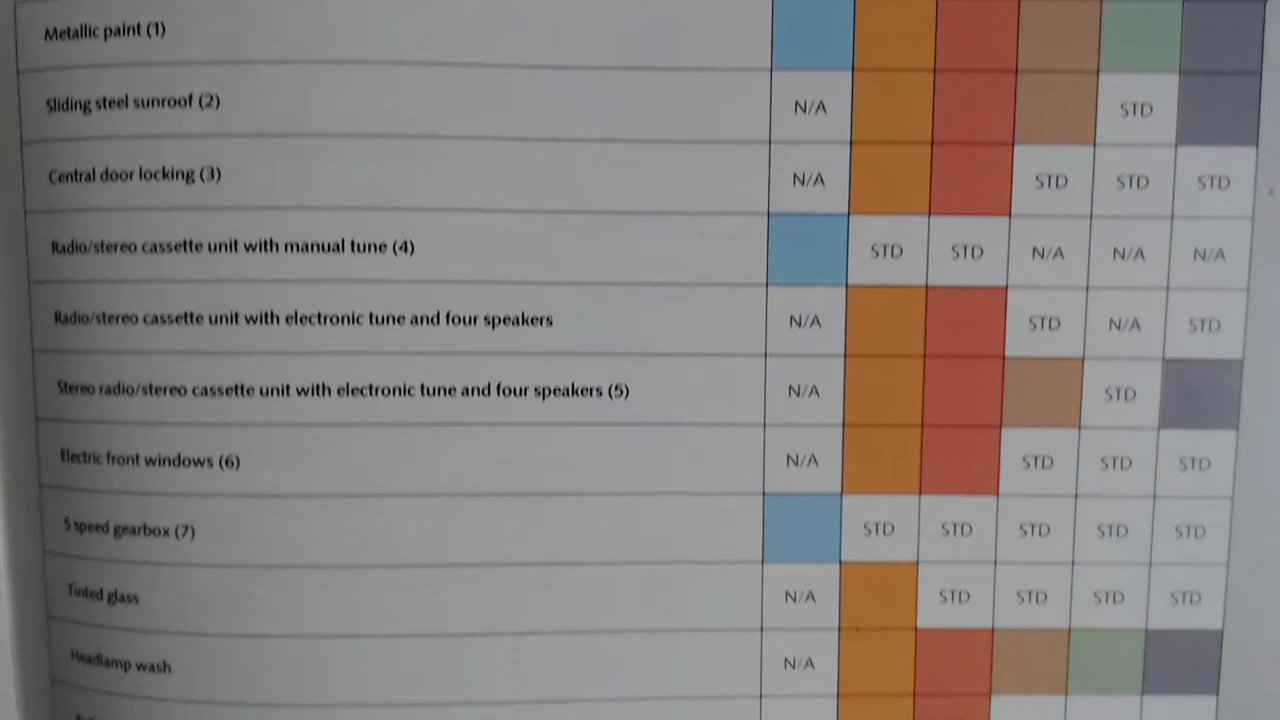 Metallic paint (1)
Sliding steel sunroof (2) N/A STD
Central door locking (3) N/A STD STD STD
Radio/stereo cassette unit with manual tune (4) STD STD N/A N/A N/A
Radio/stereo cassette unit with electronic tune and four speakers N/A STD N/A STD
Stereo radio/stereo cassette unit with electronic tune and four speakers (5) N/A STD
Electric front windows (6) N/A STD STD STD
5 speed gearbox (7) STD STD STD STD STD
Tinted glass N/A STD STD STD STD
Headlamp wash N/A